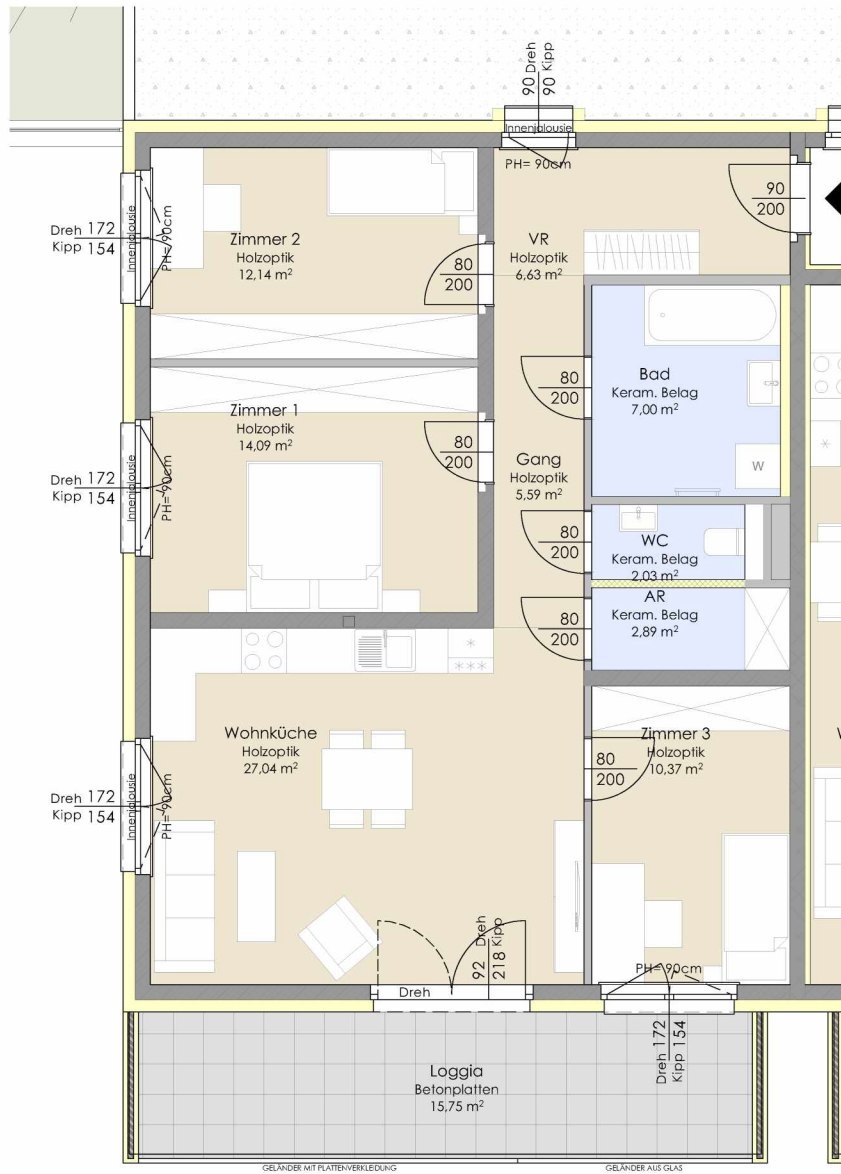 90 Dreh
90 Kipp
Innenjalousie
PH= 90cm
90
200
Dreh 172
Kipp 154
Innenjalousie
PH= 90cm
Zimmer 2
Holzoptik
12,14 m²
80
200
VR
Holzoptik
6,63 m²
Bad
Keram. Belag
7,00 m²
80
200
W
Zimmer 1
Holzoptik
14,09 m²
80
200
Dreh 172
Kipp 154
Innenjalousie
PH= 90cm
Gang
Holzoptik
5,59 m²
80
200
WC
Keram. Belag
2,03 m²
AR
Keram. Belag
2,89 m²
80
200
*
***
*
Wohnküche
Holzoptik
27,04 m²
Dreh 172
Kipp 154
Innenjalousie
PH= 90cm
Zimmer 3
Holzoptik
10,37 m²
80
200
W
92 Dreh
218 Kipp
Dreh
PH= 90cm
Dreh 172
Kipp 154
Loggia
Betonplatten
15,75 m²
GELÄNDER MIT PLATTENVERKLEIDUNG
GELÄNDER AUS GLAS